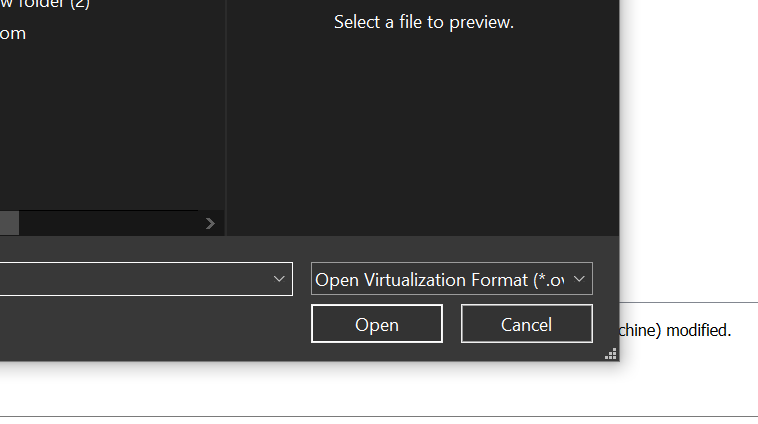 w folder (2)
om
Select a file to preview.
Open Virtualization Format (*.ov
Open
Cancel
chine) modified.